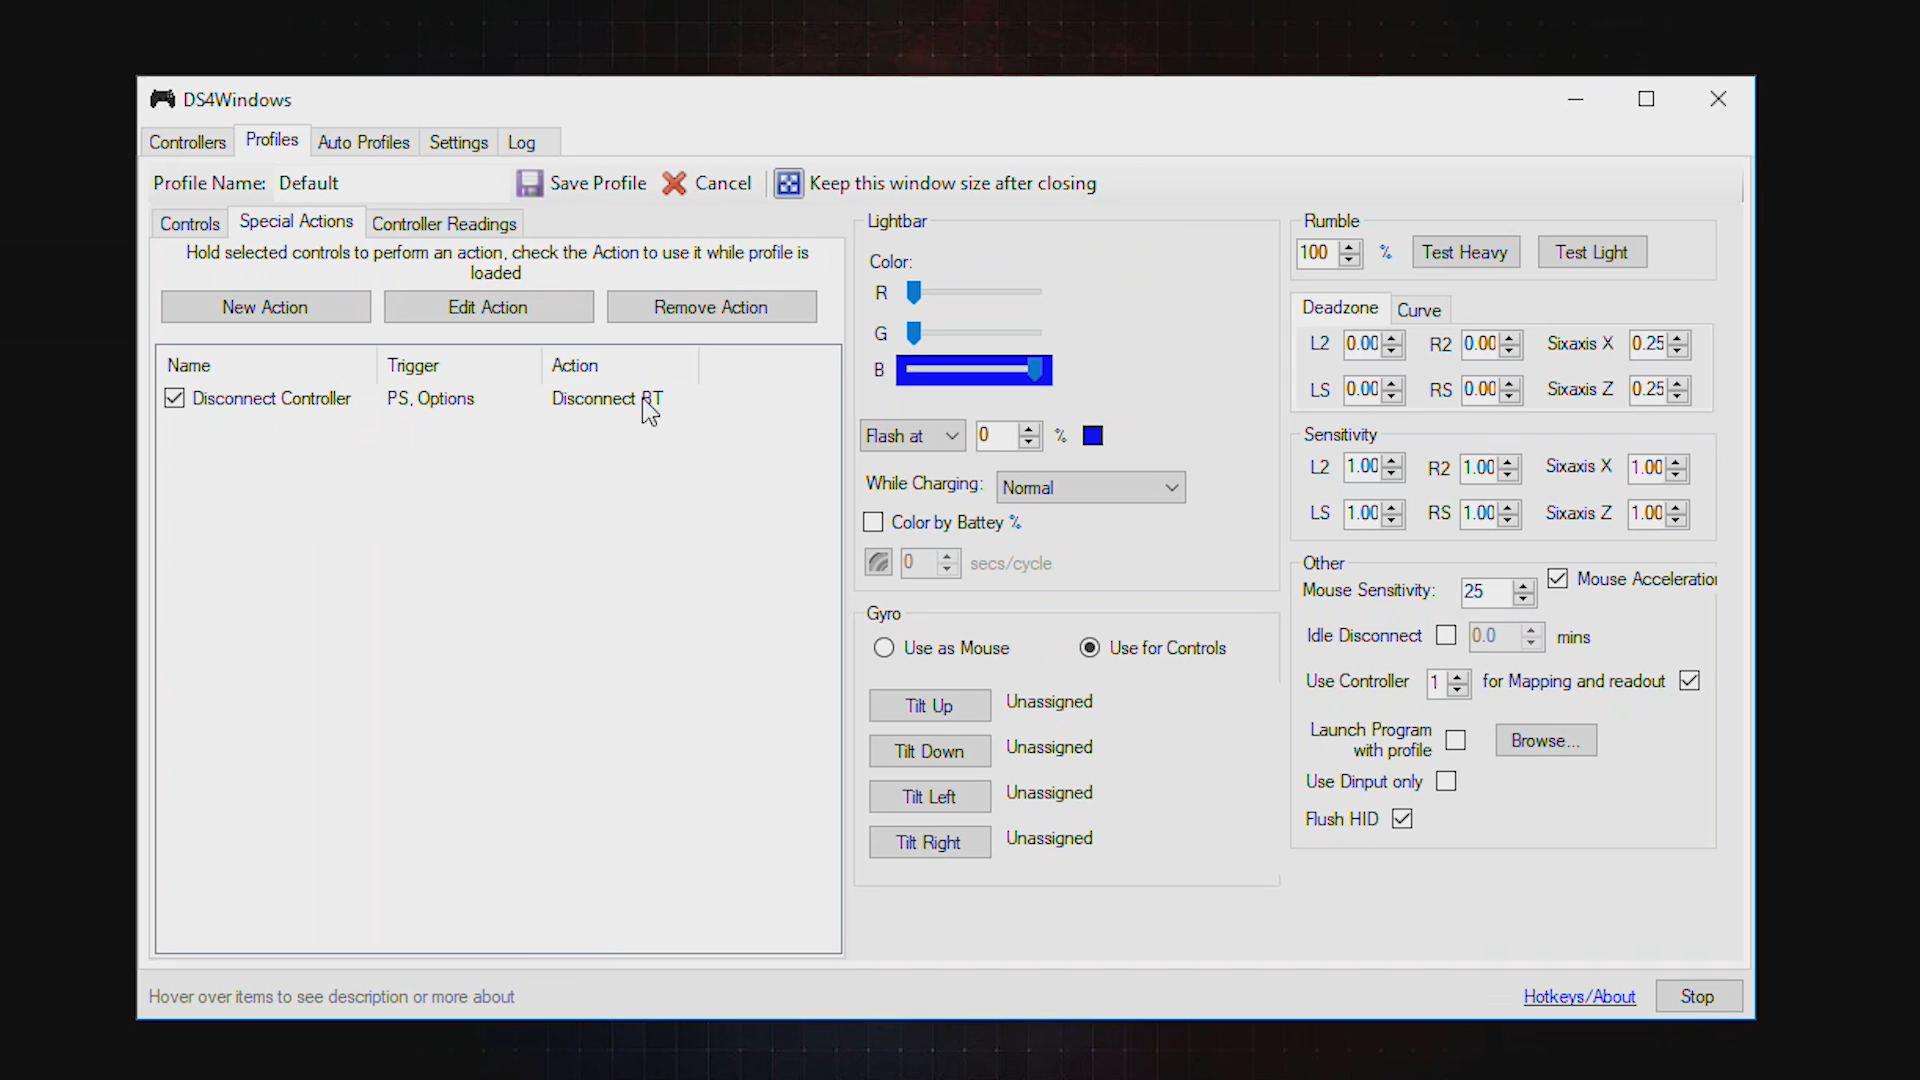 DS4Windows
Controllers Profiles Auto Profiles Settings Log
Profile Name: Default Save Profile Cancel Keep this window size after closing
Controls Special Actions Controller Readings
Hold selected controls to perform an action, check the Action to use it while profile is
loaded
New Action Edit Action Remove Action
Name Trigger Action
Disconnect Controller PS, Options Disconnect BT
Lightbar
Color:
R
G
B
Flash at 0 %
While Charging: Normal
Color by Battey %
0 secs/cycle
Gyro
Use as Mouse Use for Controls
Tilt Up Unassigned
Tilt Down Unassigned
Tilt Left Unassigned
Tilt Right Unassigned
Rumble
100 % Test Heavy Test Light
Deadzone Curve
L2 0.00 R2 0.00 Sixaxis X 0.25
LS 0.00 RS 0.00 Sixaxis Z 0.25
Sensitivity
L2 1.00 R2 1.00 Sixaxis X 1.00
LS 1.00 RS 1.00 Sixaxis Z 1.00
Other
Mouse Sensitivity: 25 Mouse Acceleration
Idle Disconnect 0.0 mins
Use Controller 1 for Mapping and readout
Launch Program
with profile Browse...
Use Dinput only
Flush HID
Hover over items to see description or more about Hotkeys/About Stop